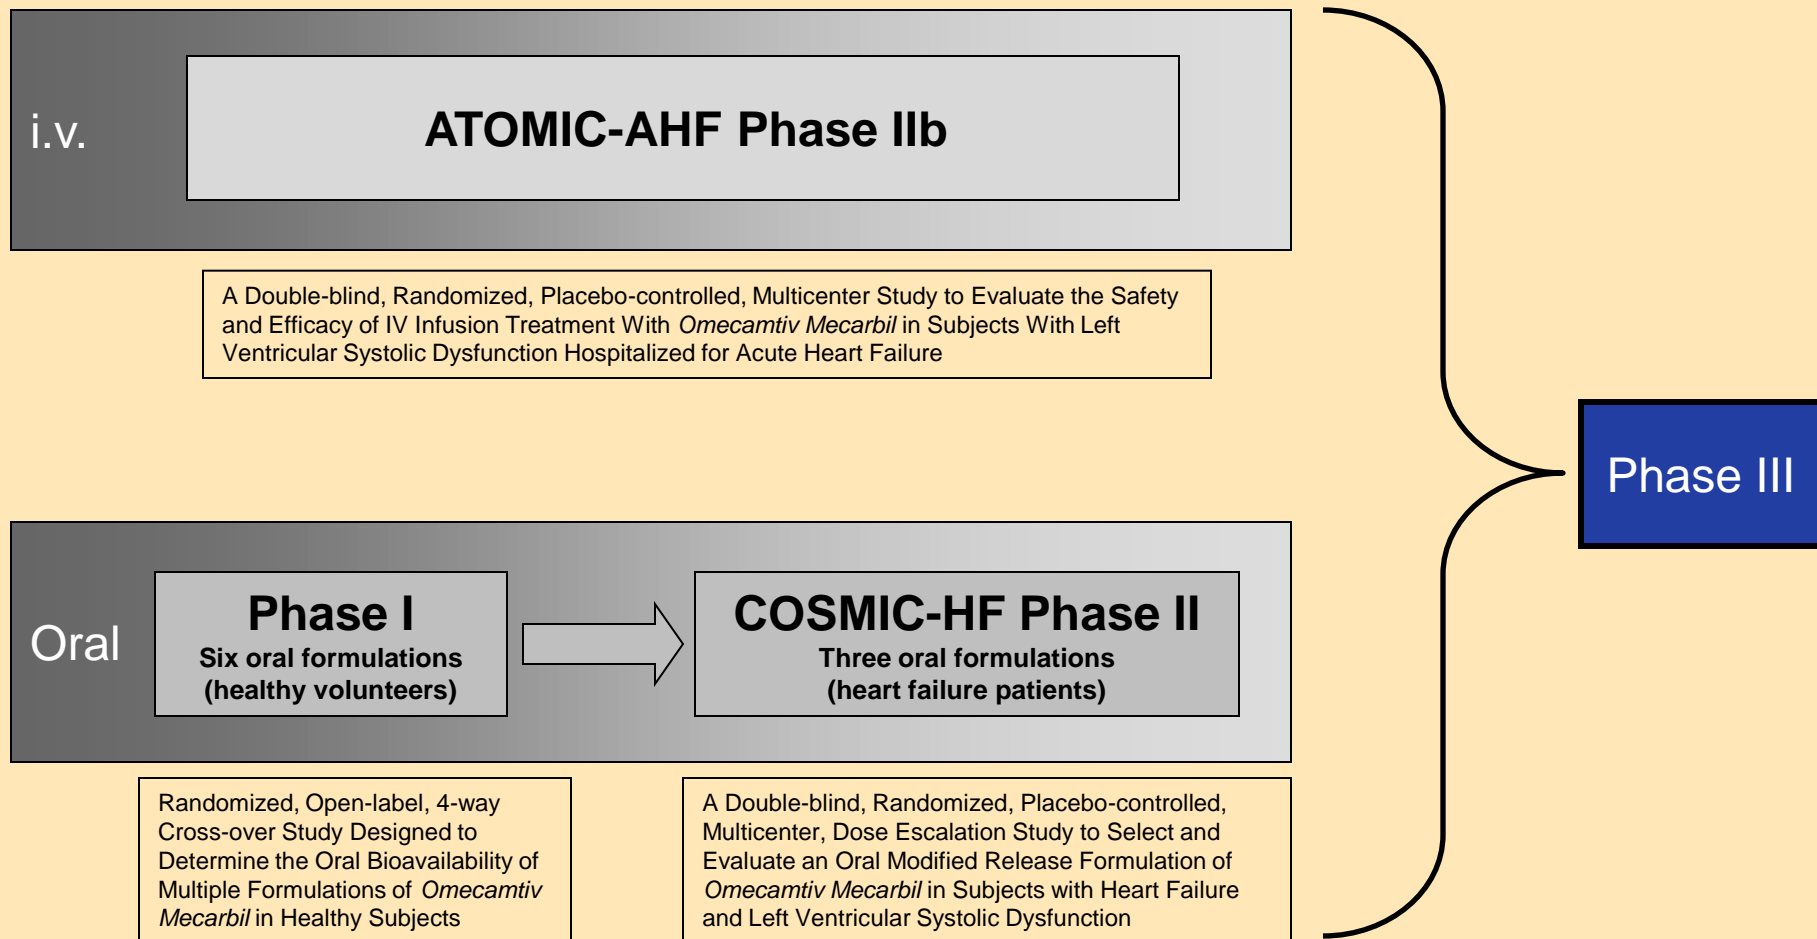 i.v.
ATOMIC-AHF Phase IIb
A Double-blind, Randomized, Placebo-controlled, Multicenter Study to Evaluate the Safety
and Efficacy of IV Infusion Treatment With Omecamtiv Mecarbil in Subjects With Left
Ventricular Systolic Dysfunction Hospitalized for Acute Heart Failure
Phase III
Oral
Phase I
Six oral formulations
(healthy volunteers)
COSMIC-HF Phase II
Three oral formulations
(heart failure patients)
Randomized, Open-label, 4-way
Cross-over Study Designed to
Determine the Oral Bioavailability of
Multiple Formulations of Omecamtiv
Mecarbil in Healthy Subjects
A Double-blind, Randomized, Placebo-controlled,
Multicenter, Dose Escalation Study to Select and
Evaluate an Oral Modified Release Formulation of
Omecamtiv Mecarbil in Subjects with Heart Failure
and Left Ventricular Systolic Dysfunction